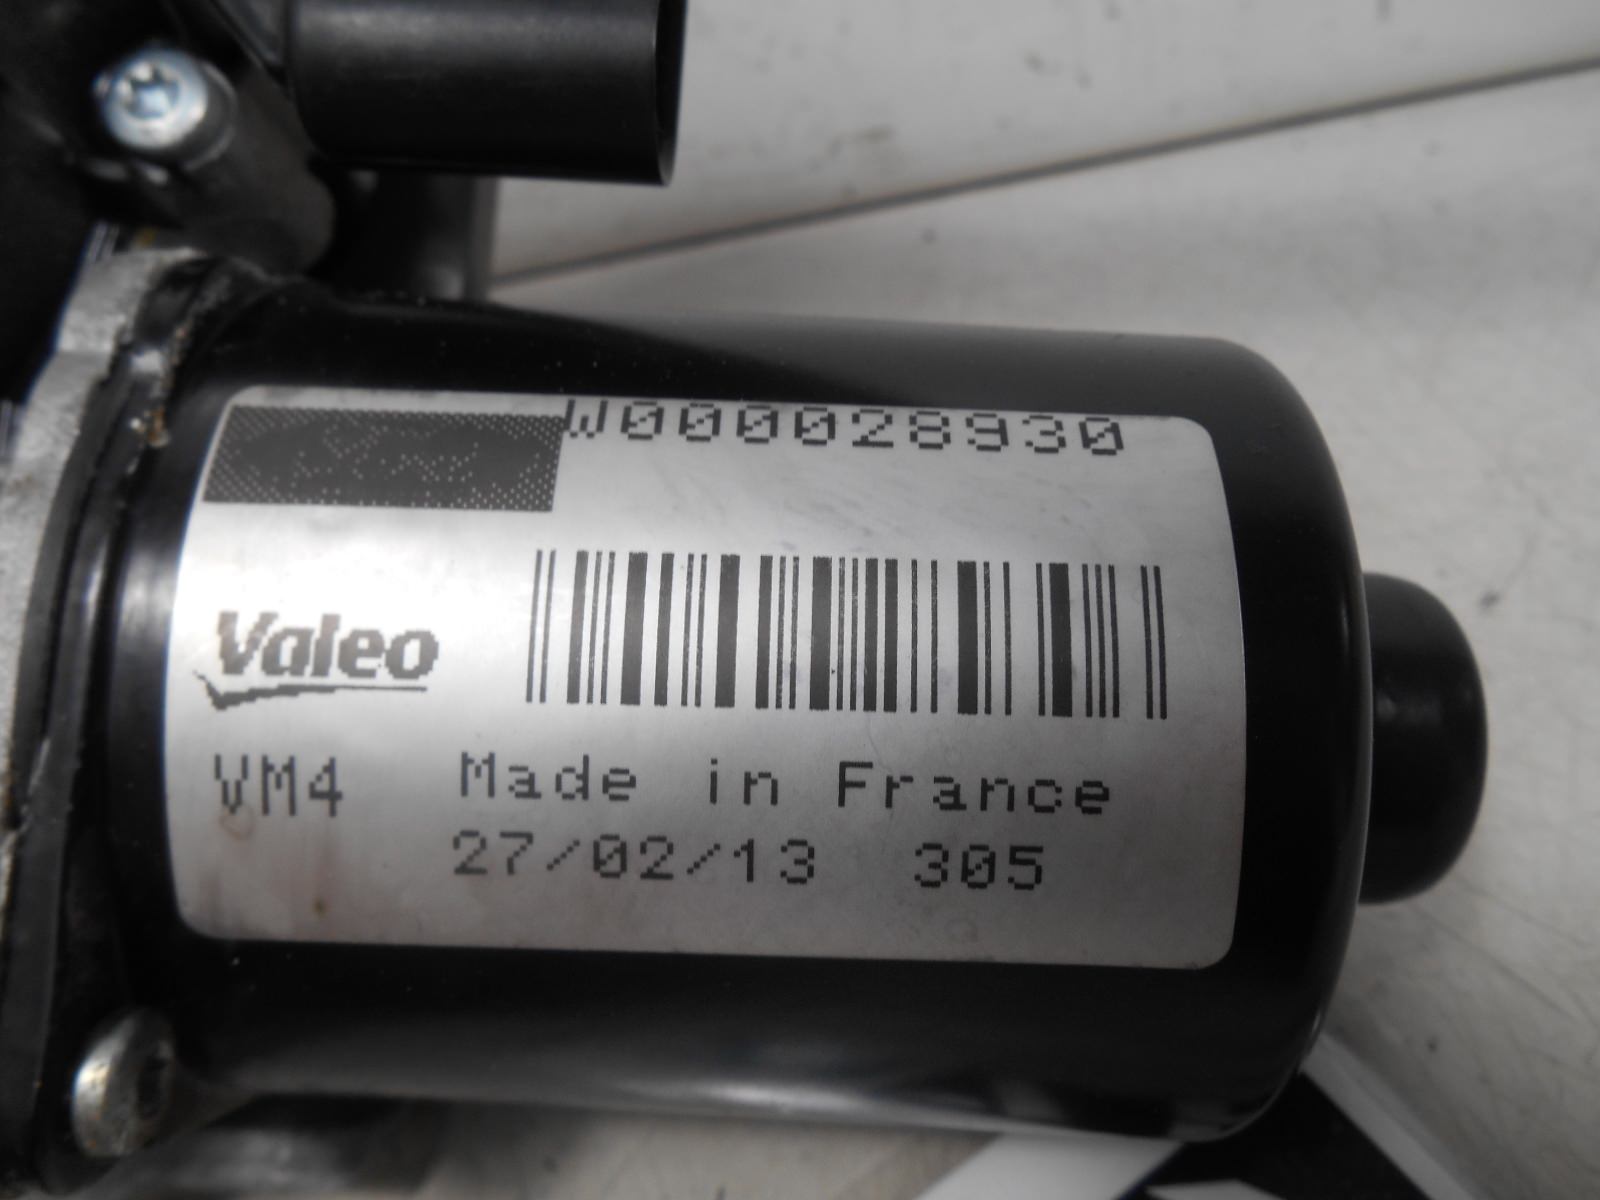 W000028930
Valeo
VM4 Made in France
27/02/13 305